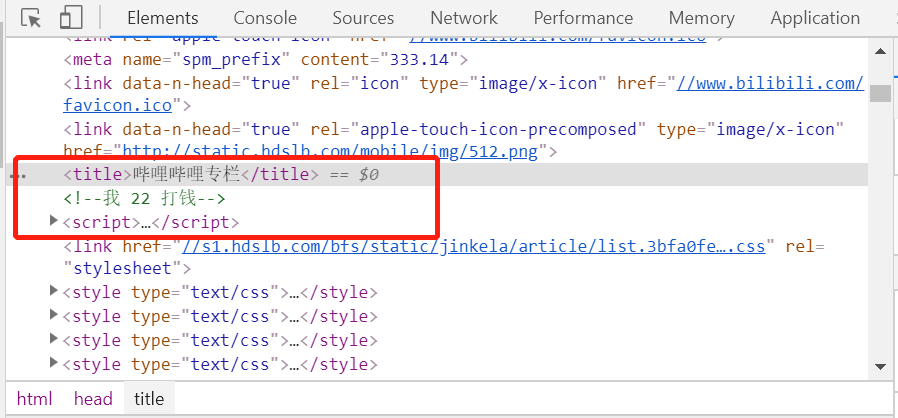 Elements Console Sources Network Performance Memory Application
<link rel="apple-touch-icon" href="//www.bilibili.com/favicon.ico">
<meta name="spm_prefix" content="333.14">
<link data-n-head="true" rel="icon" type="image/x-icon" href="//www.bilibili.com/
favicon.ico">
<link data-n-head="true" rel="apple-touch-icon-precomposed" type="image/x-icon"
href="http://static.hdslb.com/mobile/img/512.png">
<title>哔哩哔哩专栏</title> == $0
<!--我 22 打钱-->
<script>…</script>
<link href="//s1.hdslb.com/bfs/static/jinkela/article/list.3bfa0fe….css" rel=
"stylesheet">
<style type="text/css">…</style>
<style type="text/css">…</style>
<style type="text/css">…</style>
<style type="text/css">…</style>
html head title